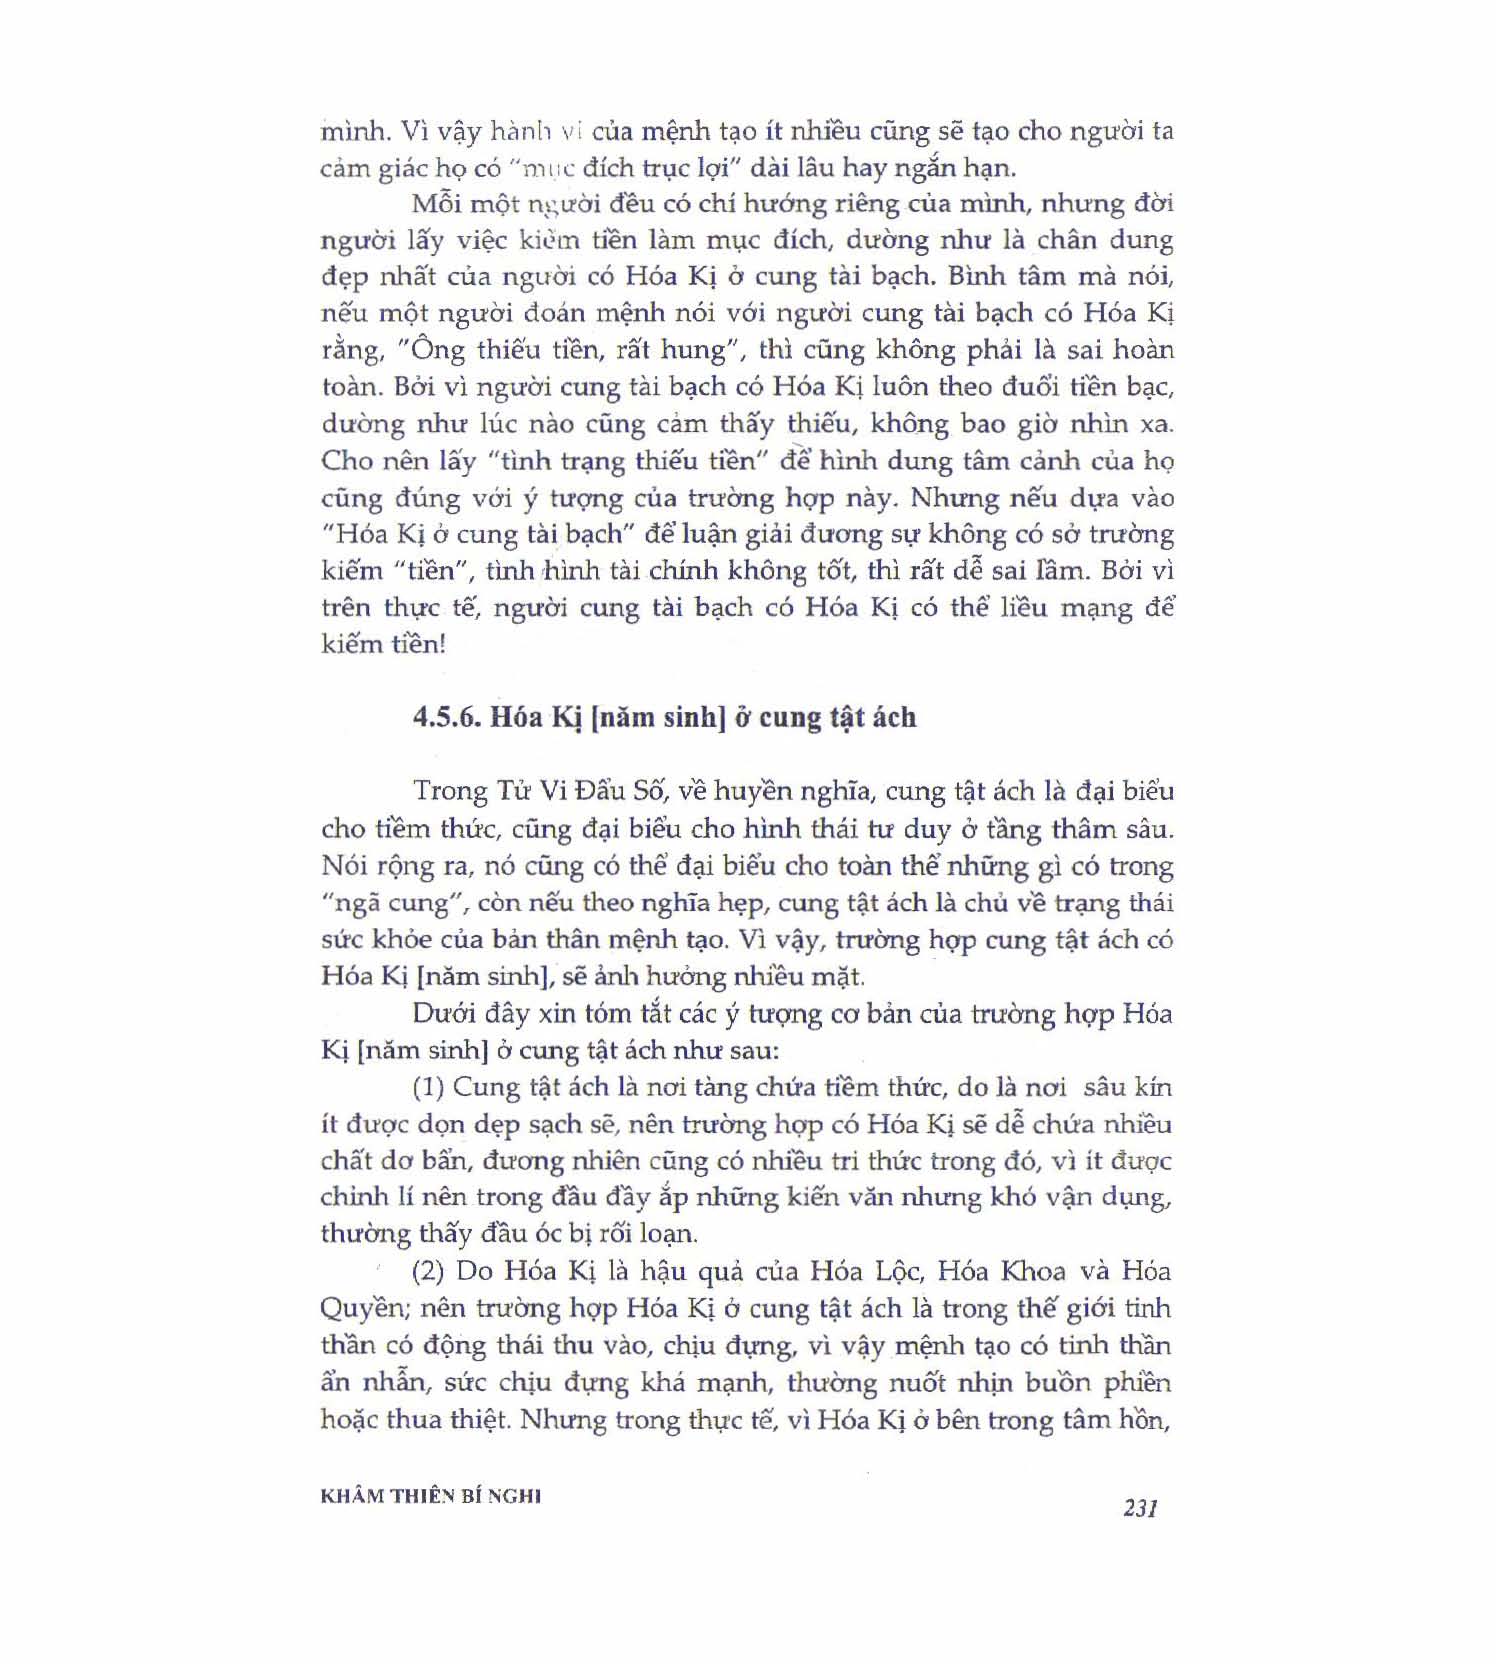 mình. Vì vậy hành vi của mệnh tạo ít nhiều cũng sẽ tạo cho người ta
cảm giác họ có "mục đích trục lợi" dài lâu hay ngắn hạn.
Mỗi một người đều có chí hướng riêng của mình, nhưng đời
người lấy việc kiếm tiền làm mục đích, dường như là chân dung
đẹp nhất của người có Hóa Kị ở cung tài bạch. Bình tâm mà nói,
nếu một người đoán mệnh nói với người cung tài bạch có Hóa Kị
rằng, "Ông thiếu tiền, rất hung", thì cũng không phải là sai hoàn
toàn. Bởi vì người cung tài bạch có Hóa Kị luôn theo đuổi tiền bạc,
dường như lúc nào cũng cảm thấy thiếu, không bao giờ nhìn xa.
Cho nên lấy "tình trạng thiếu tiền" để hình dung tâm cảnh của họ
cũng đúng với ý tượng của trường hợp này. Nhưng nếu dựa vào
"Hóa Kị ở cung tài bạch" để luận giải đương sự không có sở trường
kiếm "tiền", tình hình tài chính không tốt, thì rất dễ sai lầm. Bởi vì
trên thực tế, người cung tài bạch có Hóa Kị có thể liều mạng để
kiếm tiền!
4.5.6. Hóa Kị [năm sinh] ở cung tật ách
Trong Tử Vi Đẩu Số, về huyền nghĩa, cung tật ách là đại biểu
cho tiềm thức, cũng đại biểu cho hình thái tư duy ở tầng thâm sâu.
Nói rộng ra, nó cũng có thể đại biểu cho toàn thể những gì có trong
"ngã cung", còn nếu theo nghĩa hẹp, cung tật ách là chủ về trạng thái
sức khỏe của bản thân mệnh tạo. Vì vậy, trường hợp cung tật ách có
Hóa Kị [năm sinh], sẽ ảnh hưởng nhiều mặt.
Dưới đây xin tóm tắt các ý tượng cơ bản của trường hợp Hóa
Kị [năm sinh] ở cung tật ách như sau:
(1) Cung tật ách là nơi tàng chứa tiềm thức, do là nơi sâu kín
ít được dọn dẹp sạch sẽ, nên trường hợp có Hóa Kị sẽ dễ chứa nhiều
chất dơ bẩn, đương nhiên cũng có nhiều tri thức trong đó, vì ít được
chỉnh lí nên trong đầu đầy ắp những kiến văn nhưng khó vận dụng,
thường thấy đầu óc bị rối loạn.
(2) Do Hóa Kị là hậu quả của Hóa Lộc, Hóa Khoa và Hóa
Quyền; nên trường hợp Hóa Kị ở cung tật ách là trong thế giới tinh
thần có động thái thu vào, chịu đựng, vì vậy mệnh tạo có tinh thần
ẩn nhẫn, sức chịu đựng khá mạnh, thường nuốt nhịn buồn phiền
hoặc thua thiệt. Nhưng trong thực tế, vì Hóa Kị ở bên trong tâm hồn,
KHÂM THIÊN BÍ NGHI
231